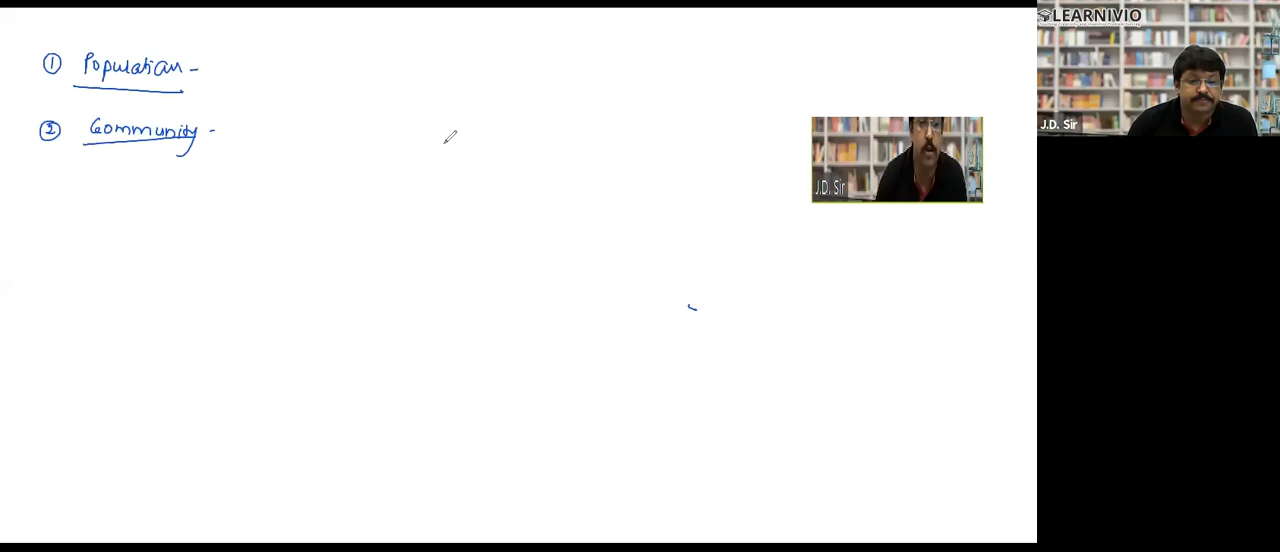 ① Population -
② Community -
LEARNIVIO
J.D. Sir
J.D. Sir